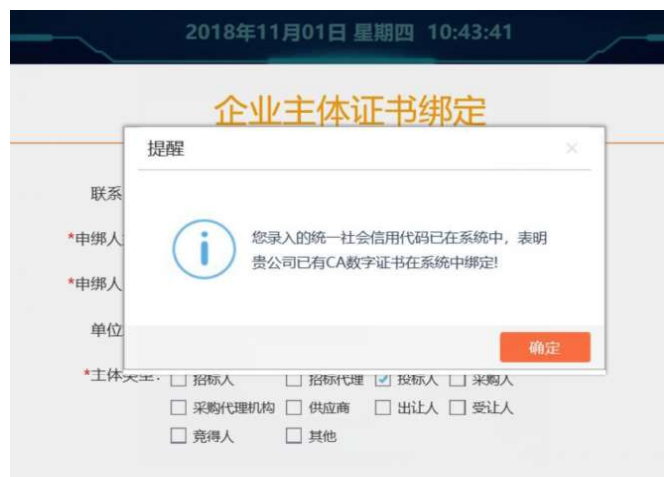 2018年11月01日 星期四 10:43:41
企业主体证书绑定
提醒
联系
*申绑人
您录入的统一社会信用代码已在系统中，表明
贵公司已有CA数字证书在系统中绑定!
*申绑人
单位
确定
*主体类型:
招标人 招标代理 投标人 采购人
采购代理机构 供应商 出让人 受让人
竞得人 其他